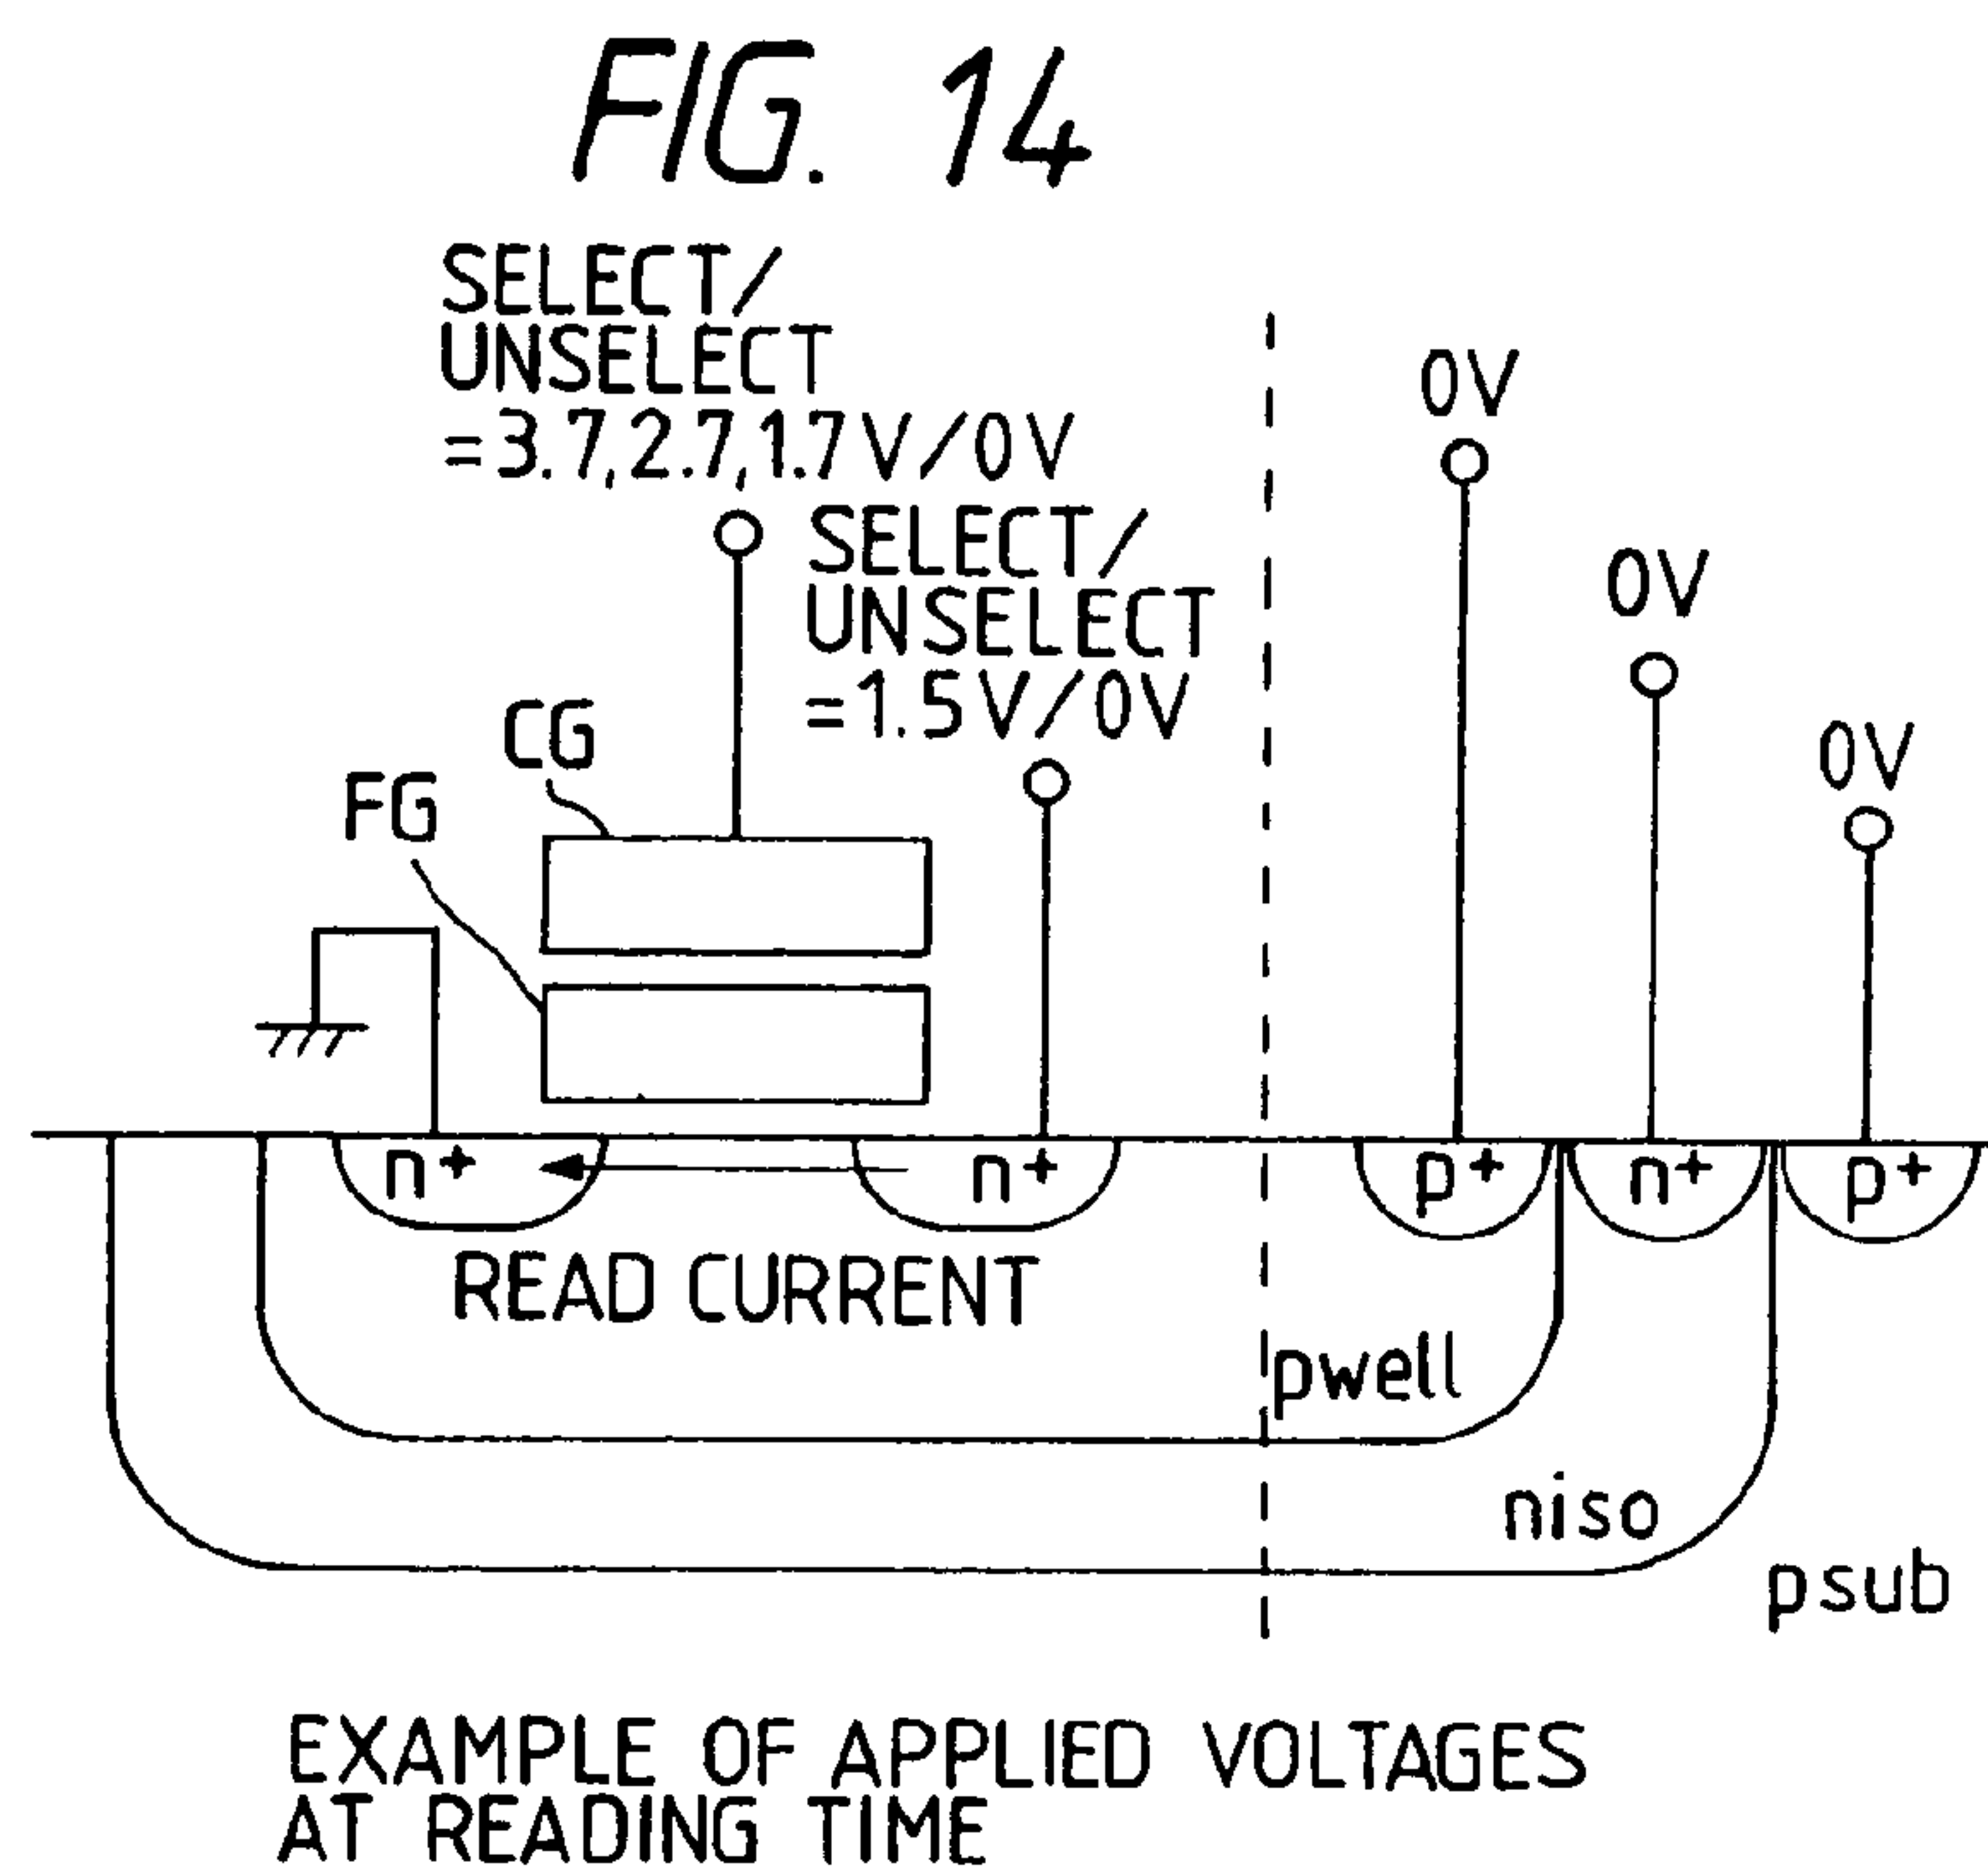 FIG. 14
SELECT/
UNSELECT
=3.7,2.7,1.7V/0V
SELECT/
UNSELECT
=1.5V/0V
0V
0V
0V
CG
FG
n+
n+
p+
n+
p+
READ CURRENT
pwell
niso
psub
EXAMPLE OF APPLIED VOLTAGES
AT READING TIME